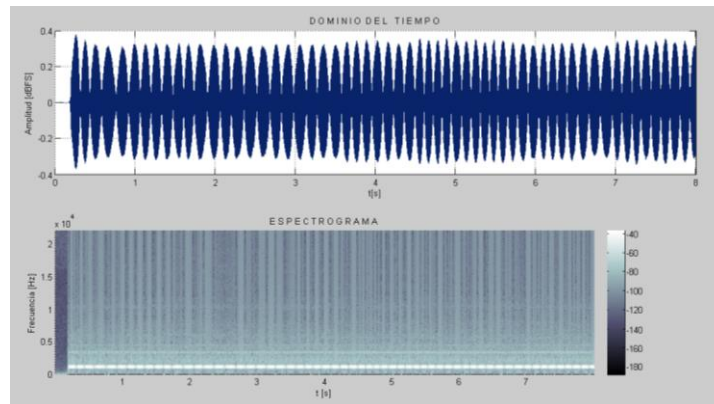 DOMINIO DEL TIEMPO
0.4
0.2
0
-0.2
-0.4
Amplitud [dBFS]
0 1 2 3 4 5 6 7 8
t[s]
ESPECTROGRAMA
x 10^4
2
1.5
1
0.5
0
Frecuencia [Hz]
1 2 3 4 5 6 7
t [s]
-40
-60
-80
-100
-120
-140
-160
-180